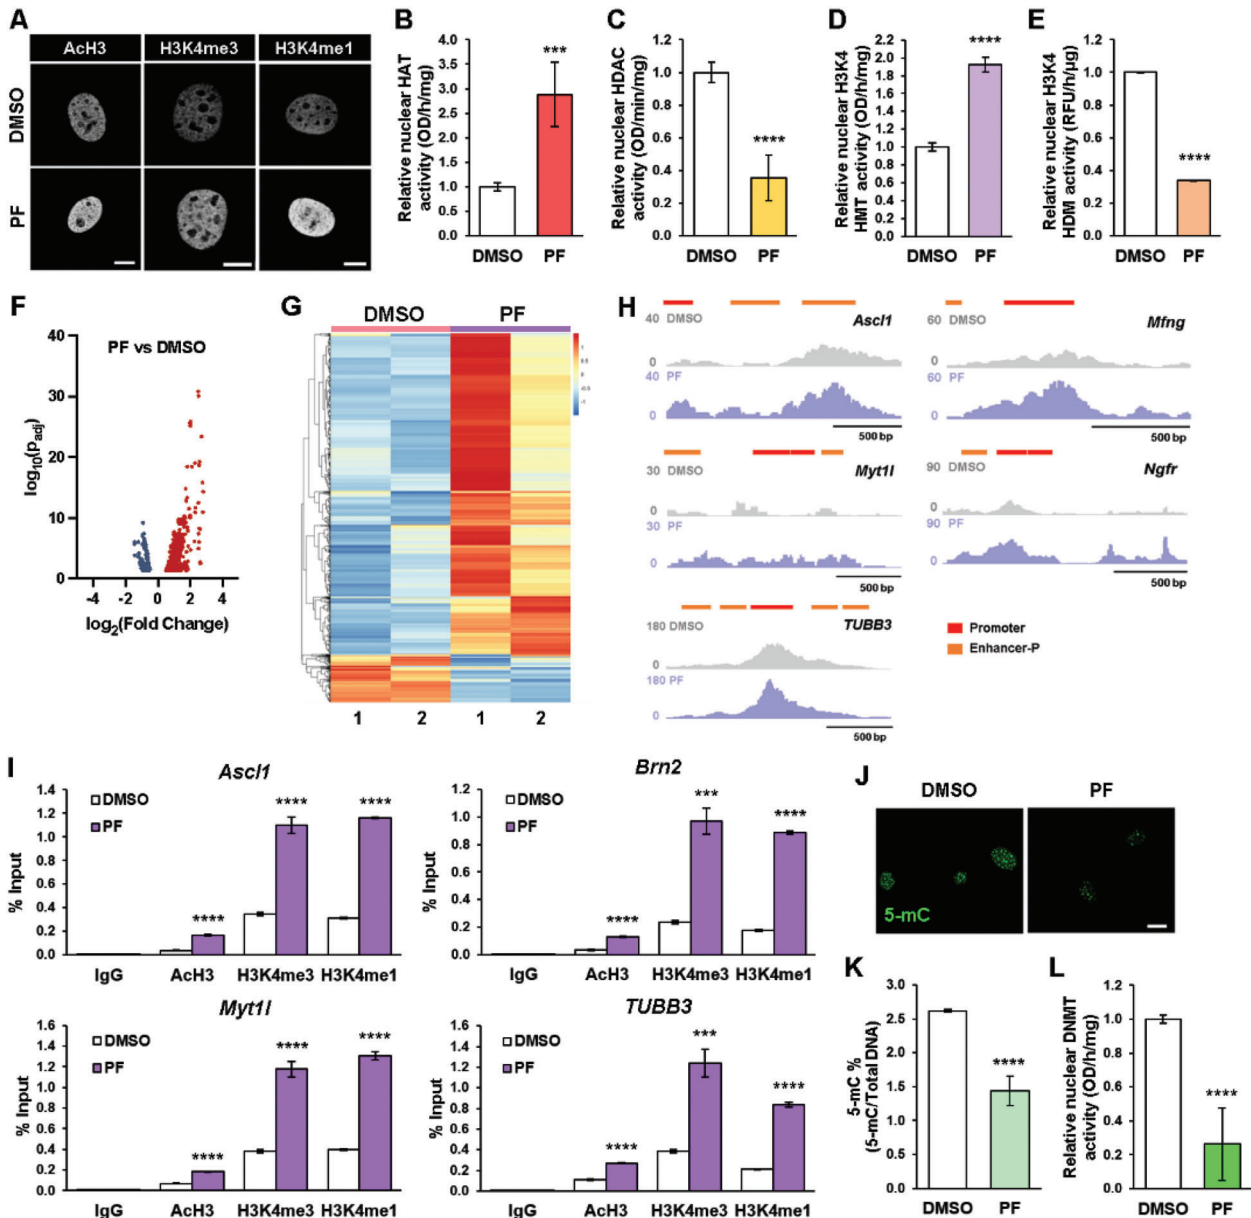 A
AcH3 H3K4me3 H3K4me1
DMSO
PF
B
Relative nuclear HAT
activity (OD/h/mg)
4.0
3.5
3.0
2.5
2.0
1.5
1.0
0.5
0.0
***
DMSO PF
C
Relative nuclear HDAC
activity (OD/min/mg)
1.2
1.0
0.8
0.6
0.4
0.2
0.0
****
DMSO PF
D
Relative nuclear H3K4
HMT activity (OD/h/mg)
2.2
2.0
1.8
1.6
1.4
1.2
1.0
0.8
0.6
0.4
0.2
0.0
****
DMSO PF
E
Relative nuclear H3K4
HDM activity (RFU/h/µg)
1.2
1.0
0.8
0.6
0.4
0.2
0.0
****
DMSO PF
F
PF vs DMSO
log10(padj)
40
30
20
10
0
-4 -2 0 2 4
log2(Fold Change)
G
DMSO PF
1 2 1 2
H
40 DMSO Ascl1
0
40 PF
0
500 bp
60 DMSO Mfng
0
60 PF
0
500 bp
30 DMSO Myt1l
0
30 PF
0
500 bp
90 DMSO Ngfr
0
90 PF
0
500 bp
180 DMSO TUBB3
0
180 PF
0
500 bp
Promoter
Enhancer-P
I
Ascl1
% Input
1.4
1.2
1.0
0.8
0.6
0.4
0.2
0.0
DMSO
PF
**** **** ****
IgG AcH3 H3K4me3 H3K4me1
Brn2
% Input
1.2
1.0
0.8
0.6
0.4
0.2
0.0
DMSO
PF
**** *** ****
IgG AcH3 H3K4me3 H3K4me1
Myt1l
% Input
1.6
1.4
1.2
1.0
0.8
0.6
0.4
0.2
0.0
DMSO
PF
**** **** ****
IgG AcH3 H3K4me3 H3K4me1
TUBB3
% Input
1.6
1.4
1.2
1.0
0.8
0.6
0.4
0.2
0.0
DMSO
PF
**** *** ****
IgG AcH3 H3K4me3 H3K4me1
J
DMSO PF
5-mC
K
5-mC %
(5-mC/Total DNA)
3.0
2.5
2.0
1.5
1.0
0.5
0.0
****
DMSO PF
L
Relative nuclear DNMT
activity (OD/h/mg)
1.2
1.0
0.8
0.6
0.4
0.2
0.0
****
DMSO PF